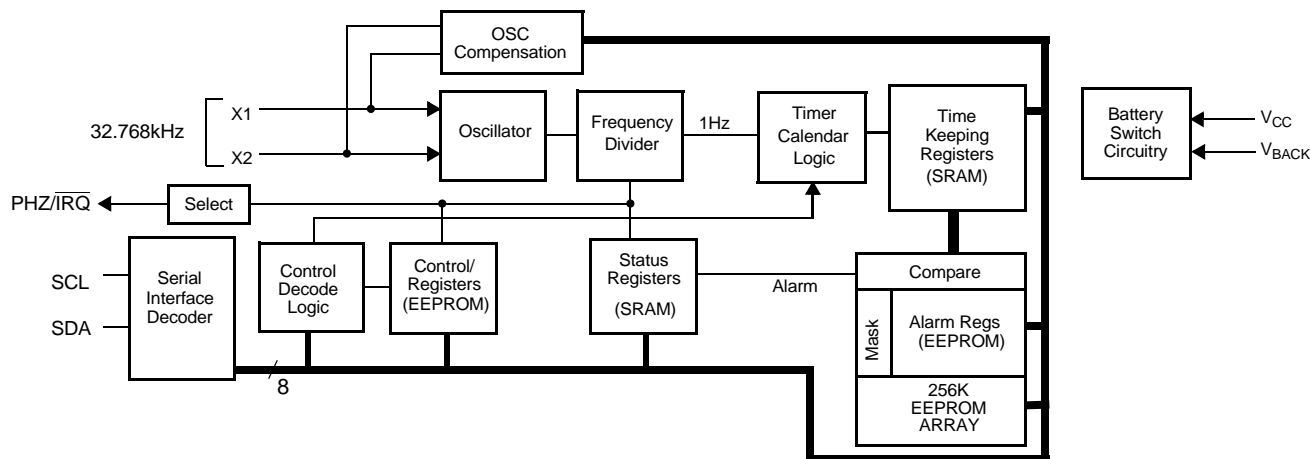 OSC
Compensation
32.768kHz
X1
X2
Oscillator
Frequency
Divider
1Hz
Timer
Calendar
Logic
Time
Keeping
Registers
(SRAM)
Battery
Switch
Circuitry
VCC
VBACK
PHZ/IRQ
Select
SCL
SDA
Serial
Interface
Decoder
Control
Decode
Logic
Control/
Registers
(EEPROM)
Status
Registers
(SRAM)
Alarm
Compare
Mask
Alarm Regs
(EEPROM)
256K
EEPROM
ARRAY
8